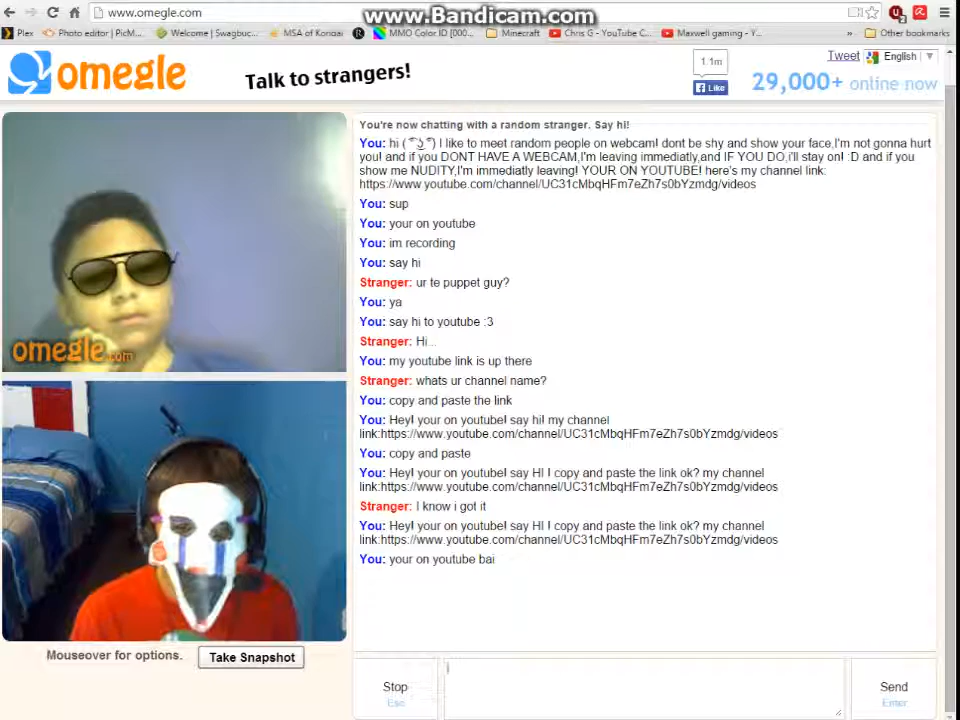 www.omegle.com
www.Bandicam.com
Plex
Photo editor | PicM...
Welcome | Swagbuc...
MSA of Konoai
MMO Color ID [000...
Minecraft
Chris G - YouTube C...
Maxwell gaming - Y...
»
Other bookmarks
omegle
Talk to strangers!
1.1m
Like
Tweet
English
29,000+ online now
You're now chatting with a random stranger. Say hi!
You: hi ( ͡° ͜ʖ ͡°) I like to meet random people on webcam! dont be shy and show your face,I'm not gonna hurt
you! and if you DONT HAVE A WEBCAM,I'm leaving immediatly,and IF YOU DO,i'll stay on! :D and if you
show me NUDITY,I'm immediatly leaving! YOUR ON YOUTUBE! here's my channel link:
https://www.youtube.com/channel/UC31cMbqHFm7eZh7s0bYzmdg/videos
You: sup
You: your on youtube
You: im recording
You: say hi
Stranger: ur te puppet guy?
You: ya
You: say hi to youtube :3
Stranger: Hi...
You: my youtube link is up there
Stranger: whats ur channel name?
You: copy and paste the link
You: Hey! your on youtube! say hi! my channel
link:https://www.youtube.com/channel/UC31cMbqHFm7eZh7s0bYzmdg/videos
You: copy and paste
You: Hey! your on youtube! say HI ! copy and paste the link ok? my channel
link:https://www.youtube.com/channel/UC31cMbqHFm7eZh7s0bYzmdg/videos
Stranger: I know i got it
You: Hey! your on youtube! say HI ! copy and paste the link ok? my channel
link:https://www.youtube.com/channel/UC31cMbqHFm7eZh7s0bYzmdg/videos
You: your on youtube bai
omegle.com
Mouseover for options.
Take Snapshot
Stop
Esc
Send
Enter